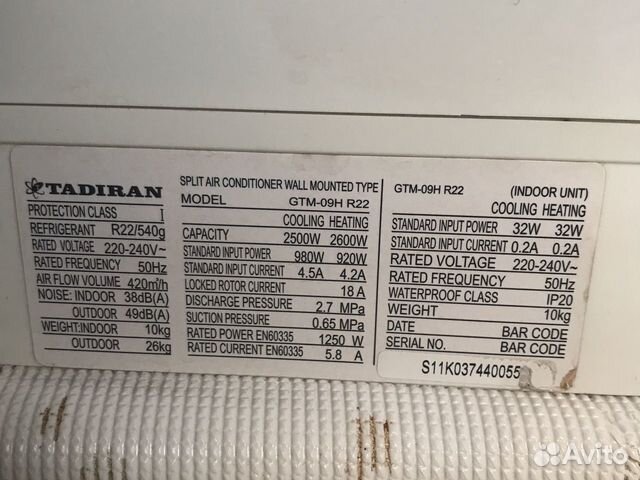 TADIRAN
PROTECTION CLASS I
REFRIGERANT R22/540g
RATED VOLTAGE 220-240V~
RATED FREQUENCY 50Hz
AIR FLOW VOLUME 420m³/h
NOISE: INDOOR 38dB(A)
OUTDOOR 49dB(A)
WEIGHT:INDOOR 10kg
OUTDOOR 26kg
SPLIT AIR CONDITIONER WALL MOUNTED TYPE
MODEL GTM-09H R22
COOLING HEATING
CAPACITY 2500W 2600W
STANDARD INPUT POWER 980W 920W
STANDARD INPUT CURRENT 4.5A 4.2A
LOCKED ROTOR CURRENT 18 A
DISCHARGE PRESSURE 2.7 MPa
SUCTION PRESSURE 0.65 MPa
RATED POWER EN60335 1250 W
RATED CURRENT EN60335 5.8 A
GTM-09H R22 (INDOOR UNIT)
COOLING HEATING
STANDARD INPUT POWER 32W 32W
STANDARD INPUT CURRENT 0.2A 0.2A
RATED VOLTAGE 220-240V~
RATED FREQUENCY 50Hz
WATERPROOF CLASS IP20
WEIGHT 10kg
DATE BAR CODE
SERIAL NO. BAR CODE
S11K037440055
Avito